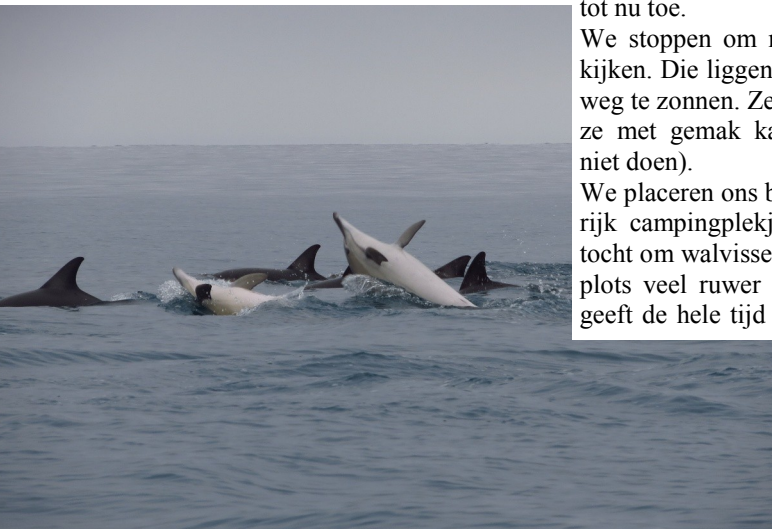 tot nu toe.
We stoppen om
kijken. Die liggen
weg te zonnen. Ze
ze met gemak
niet doen).
We placeren ons
rijk
tocht om
plots veel ruwer
geeft de hele tijd